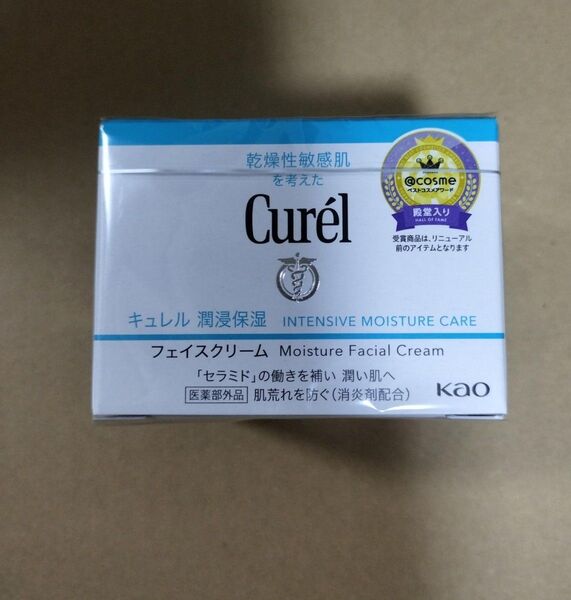 乾燥性敏感肌
を考えた
Curél
@cosme
ベストコスメアワード
殿堂入り
HALL OF FAME
受賞商品は、リニューアル
前のアイテムとなります
キュレル 潤浸保湿 INTENSIVE MOISTURE CARE
フェイスクリーム Moisture Facial Cream
「セラミド」の働きを補い 潤い肌へ
医薬部外品 肌荒れを防ぐ(消炎剤配合)
Kao